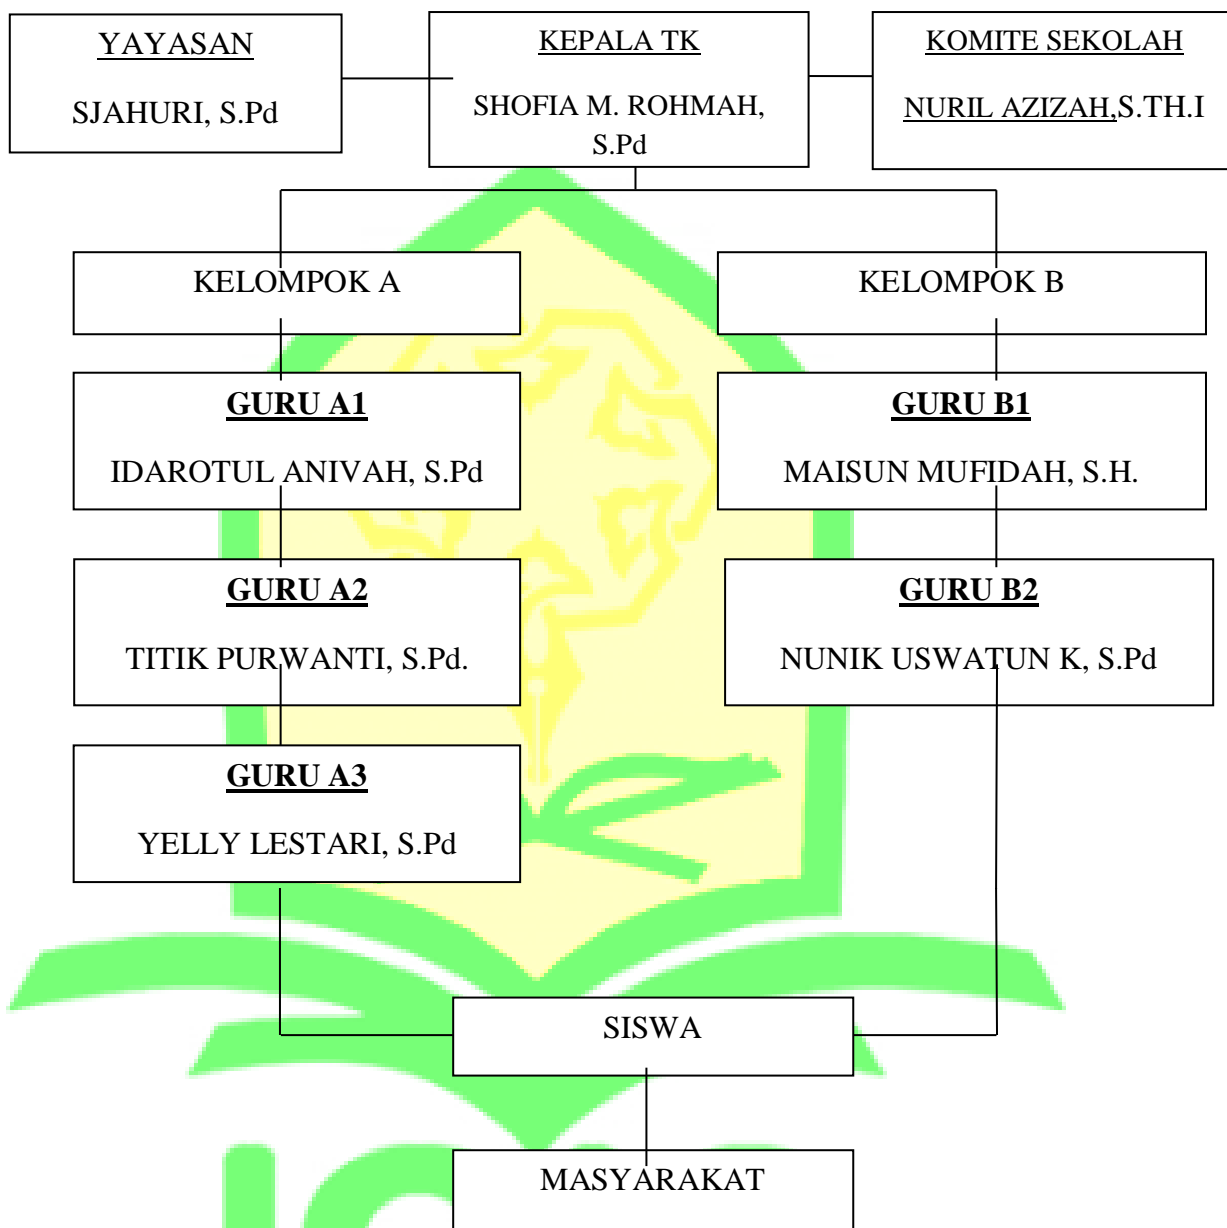 YAYASAN
SJAHURI, S.Pd
KEPALA TK
SHOFIA M. ROHMAH,
S.Pd
KOMITE SEKOLAH
NURIL AZIZAH,S.TH.I
KELOMPOK A
KELOMPOK B
GURU A1
IDAROTUL ANIVAH, S.Pd
GURU B1
MAISUN MUFIDAH, S.H.
GURU A2
TITIK PURWANTI, S.Pd.
GURU B2
NUNIK USWATUN K, S.Pd
GURU A3
YELLY LESTARI, S.Pd
SISWA
MASYARAKAT